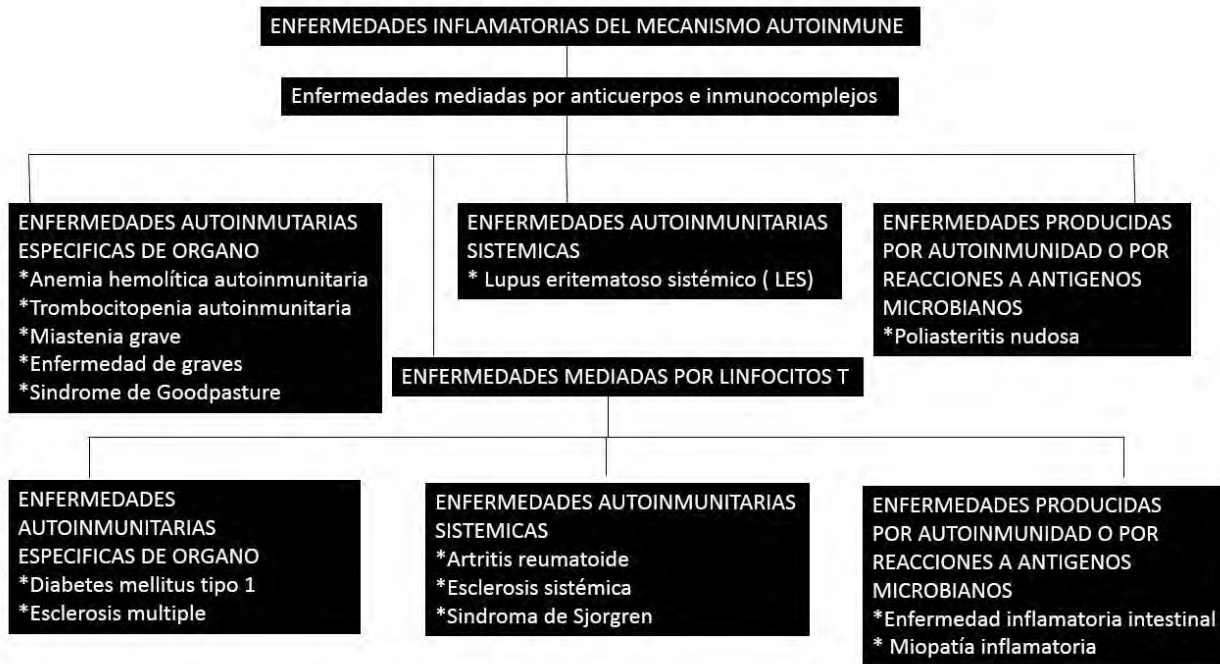 ENFERMEDADES INFLAMATORIAS DEL MECANISMO AUTOINMUNE
Enfermedades mediadas por anticuerpos e inmunocomplejos
ENFERMEDADES AUTOINMUTARIAS
ESPECIFICAS DE ORGANO
*Anemia hemolítica autoinmunitaria
*Trombocitopenia autoinmunitaria
*Miastenia grave
*Enfermedad de graves
*Sindrome de Goodpasture
ENFERMEDADES AUTOINMUNITARIAS
SISTEMICAS
* Lupus eritematoso sistémico ( LES)
ENFERMEDADES PRODUCIDAS
POR AUTOINMUNIDAD O POR
REACCIONES A ANTIGENOS
MICROBIANOS
*Poliasteritis nudosa
ENFERMEDADES MEDIADAS POR LINFOCITOS T
ENFERMEDADES
AUTOINMUNITARIAS
ESPECIFICAS DE ORGANO
*Diabetes mellitus tipo 1
*Esclerosis multiple
ENFERMEDADES AUTOINMUNITARIAS
SISTEMICAS
*Artritis reumatoide
*Esclerosis sistémica
*Sindroma de Sjorgren
ENFERMEDADES PRODUCIDAS
POR AUTOINMUNIDAD O POR
REACCIONES A ANTIGENOS
MICROBIANOS
*Enfermedad inflamatoria intestinal
* Miopatía inflamatoria